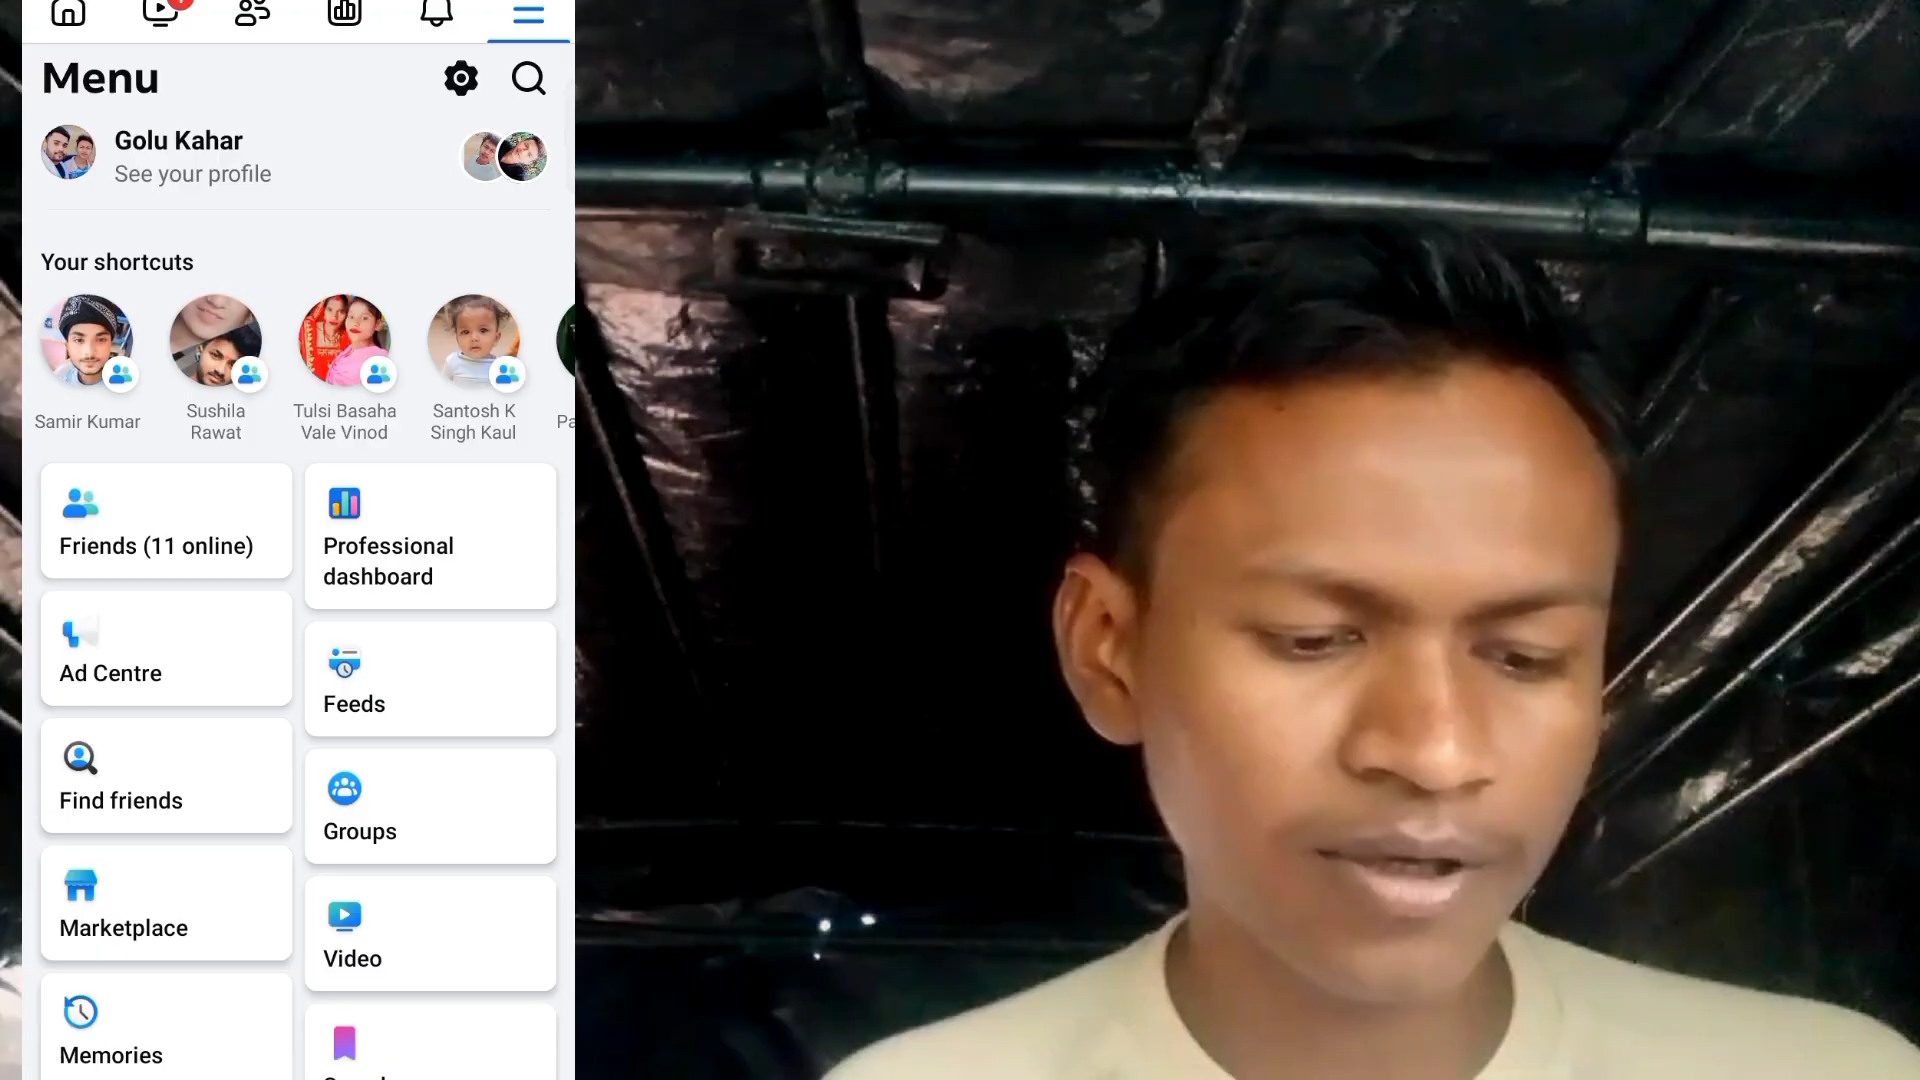 Menu
Golu Kahar
See your profile
Your shortcuts
Samir Kumar
Sushila
Rawat
Tulsi Basaha
Vale Vinod
Santosh K
Singh Kaul
Pa
Friends (11 online)
Professional
dashboard
Ad Centre
Feeds
Find friends
Groups
Marketplace
Video
Memories